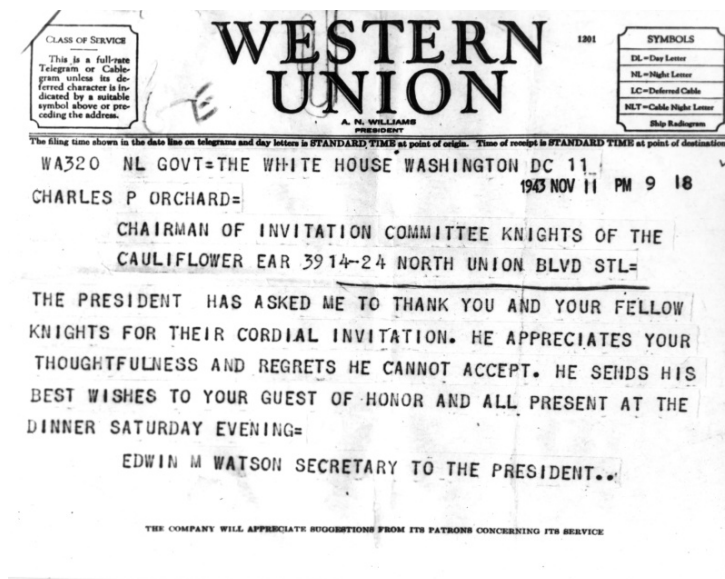 CLASS OF SERVICE
This is a full-rate
Telegram or Cable-
gram unless its de-
ferred character is in-
dicated by a suitable
symbol above or pre-
ceding the address.
WESTERN
UNION
A. N. WILLIAMS
PRESIDENT
1201
SYMBOLS
DL=Day Letter
NL=Night Letter
LC=Deferred Cable
NLT=Cable Night Letter
Ship Radiogram
The filing time shown in the date line on telegrams and day letters is STANDARD TIME at point of origin. Time of receipt is STANDARD TIME at point of destination
WA320 NL GOVT=THE WHITE HOUSE WASHINGTON DC 11
1943 NOV 11 PM 9 18
CHARLES P ORCHARD=
CHAIRMAN OF INVITATION COMMITTEE KNIGHTS OF THE
CAULIFLOWER EAR 3914-24 NORTH UNION BLVD STL=
THE PRESIDENT HAS ASKED ME TO THANK YOU AND YOUR FELLOW
KNIGHTS FOR THEIR CORDIAL INVITATION. HE APPRECIATES YOUR
THOUGHTFULNESS AND REGRETS HE CANNOT ACCEPT. HE SENDS HIS
BEST WISHES TO YOUR GUEST OF HONOR AND ALL PRESENT AT THE
DINNER SATURDAY EVENING=
EDWIN M WATSON SECRETARY TO THE PRESIDENT..
THE COMPANY WILL APPRECIATE SUGGESTIONS FROM ITS PATRONS CONCERNING ITS SERVICE